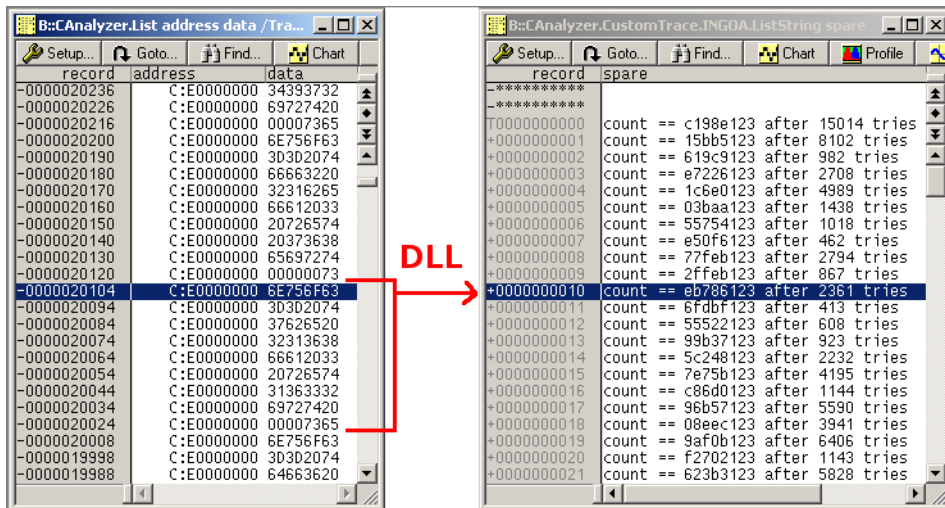 B::CAnalyzer.List address data /Tra...
Setup... Goto... Find... Chart
record address data
-0000020236 C:E0000000 34393732
-0000020226 C:E0000000 69727420
-0000020216 C:E0000000 00007365
-0000020200 C:E0000000 6E756F63
-0000020190 C:E0000000 3D3D2074
-0000020180 C:E0000000 66663220
-0000020170 C:E0000000 32316265
-0000020160 C:E0000000 66612033
-0000020150 C:E0000000 20726574
-0000020140 C:E0000000 20373638
-0000020130 C:E0000000 65697274
-0000020120 C:E0000000 00000073
-0000020104 C:E0000000 6E756F63
-0000020094 C:E0000000 3D3D2074
-0000020084 C:E0000000 37626520
-0000020074 C:E0000000 32313638
-0000020064 C:E0000000 66612033
-0000020054 C:E0000000 20726574
-0000020044 C:E0000000 31363332
-0000020034 C:E0000000 69727420
-0000020024 C:E0000000 00007365
-0000020008 C:E0000000 6E756F63
-0000019998 C:E0000000 3D3D2074
-0000019988 C:E0000000 64663620
DLL
B::CAnalyzer.CustomTrace.INGOA.ListString spare
Setup... Goto... Find... Chart Profile
record spare
-**********
-**********
T0000000000 count == c198e123 after 15014 tries
+0000000001 count == 15bb5123 after 8102 tries
+0000000002 count == 619c9123 after 982 tries
+0000000003 count == e7226123 after 2708 tries
+0000000004 count == 1c6e0123 after 4989 tries
+0000000005 count == 03baa123 after 1438 tries
+0000000006 count == 55754123 after 1018 tries
+0000000007 count == e50f6123 after 462 tries
+0000000008 count == 77feb123 after 2794 tries
+0000000009 count == 2ffeb123 after 867 tries
+0000000010 count == eb786123 after 2361 tries
+0000000011 count == 6fdbf123 after 413 tries
+0000000012 count == 55522123 after 608 tries
+0000000013 count == 99b37123 after 923 tries
+0000000014 count == 5c248123 after 2232 tries
+0000000015 count == 7e75b123 after 4195 tries
+0000000016 count == c86d0123 after 1144 tries
+0000000017 count == 96b57123 after 5590 tries
+0000000018 count == 08eec123 after 3941 tries
+0000000019 count == 9af0b123 after 6406 tries
+0000000020 count == f2702123 after 1143 tries
+0000000021 count == 623b3123 after 5828 tries